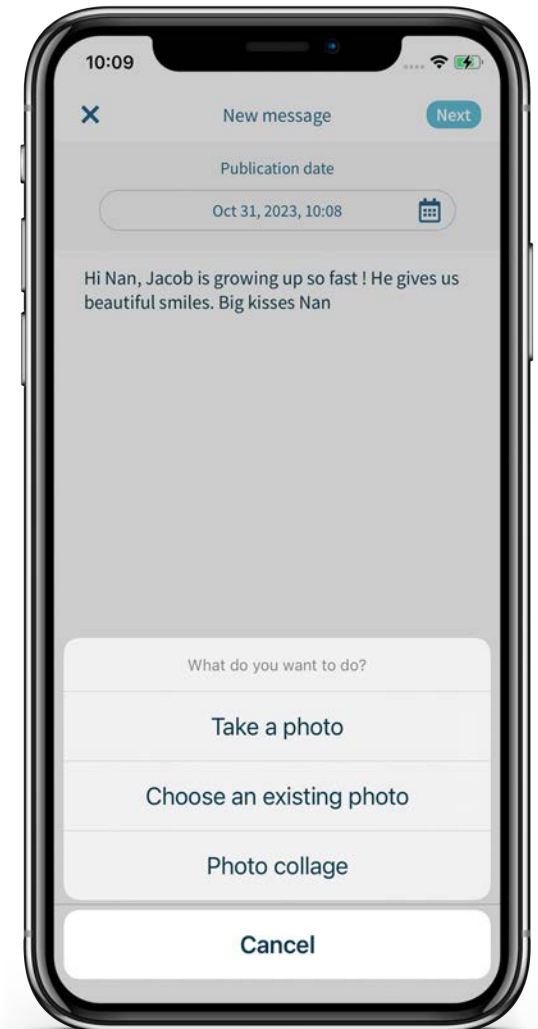 10:09
New message
Next
Publication date
Oct 31, 2023, 10:08
Hi Nan, Jacob is growing up so fast ! He gives us
beautiful smiles. Big kisses Nan
What do you want to do?
Take a photo
Choose an existing photo
Photo collage
Cancel